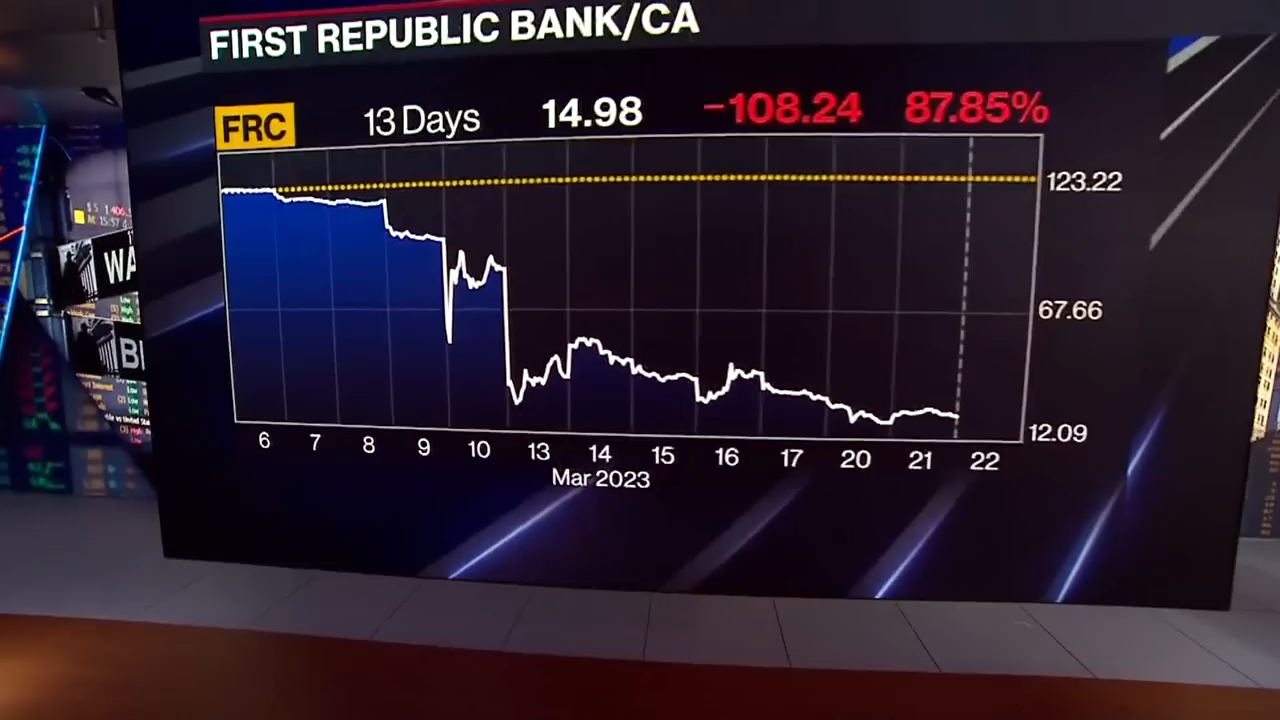 FIRST REPUBLIC BANK/CA
FRC 13 Days 14.98 −108.24 87.85%
123.22
67.66
12.09
6 7 8 9 10 13 14 15 16 17 20 21 22
Mar 2023
WA